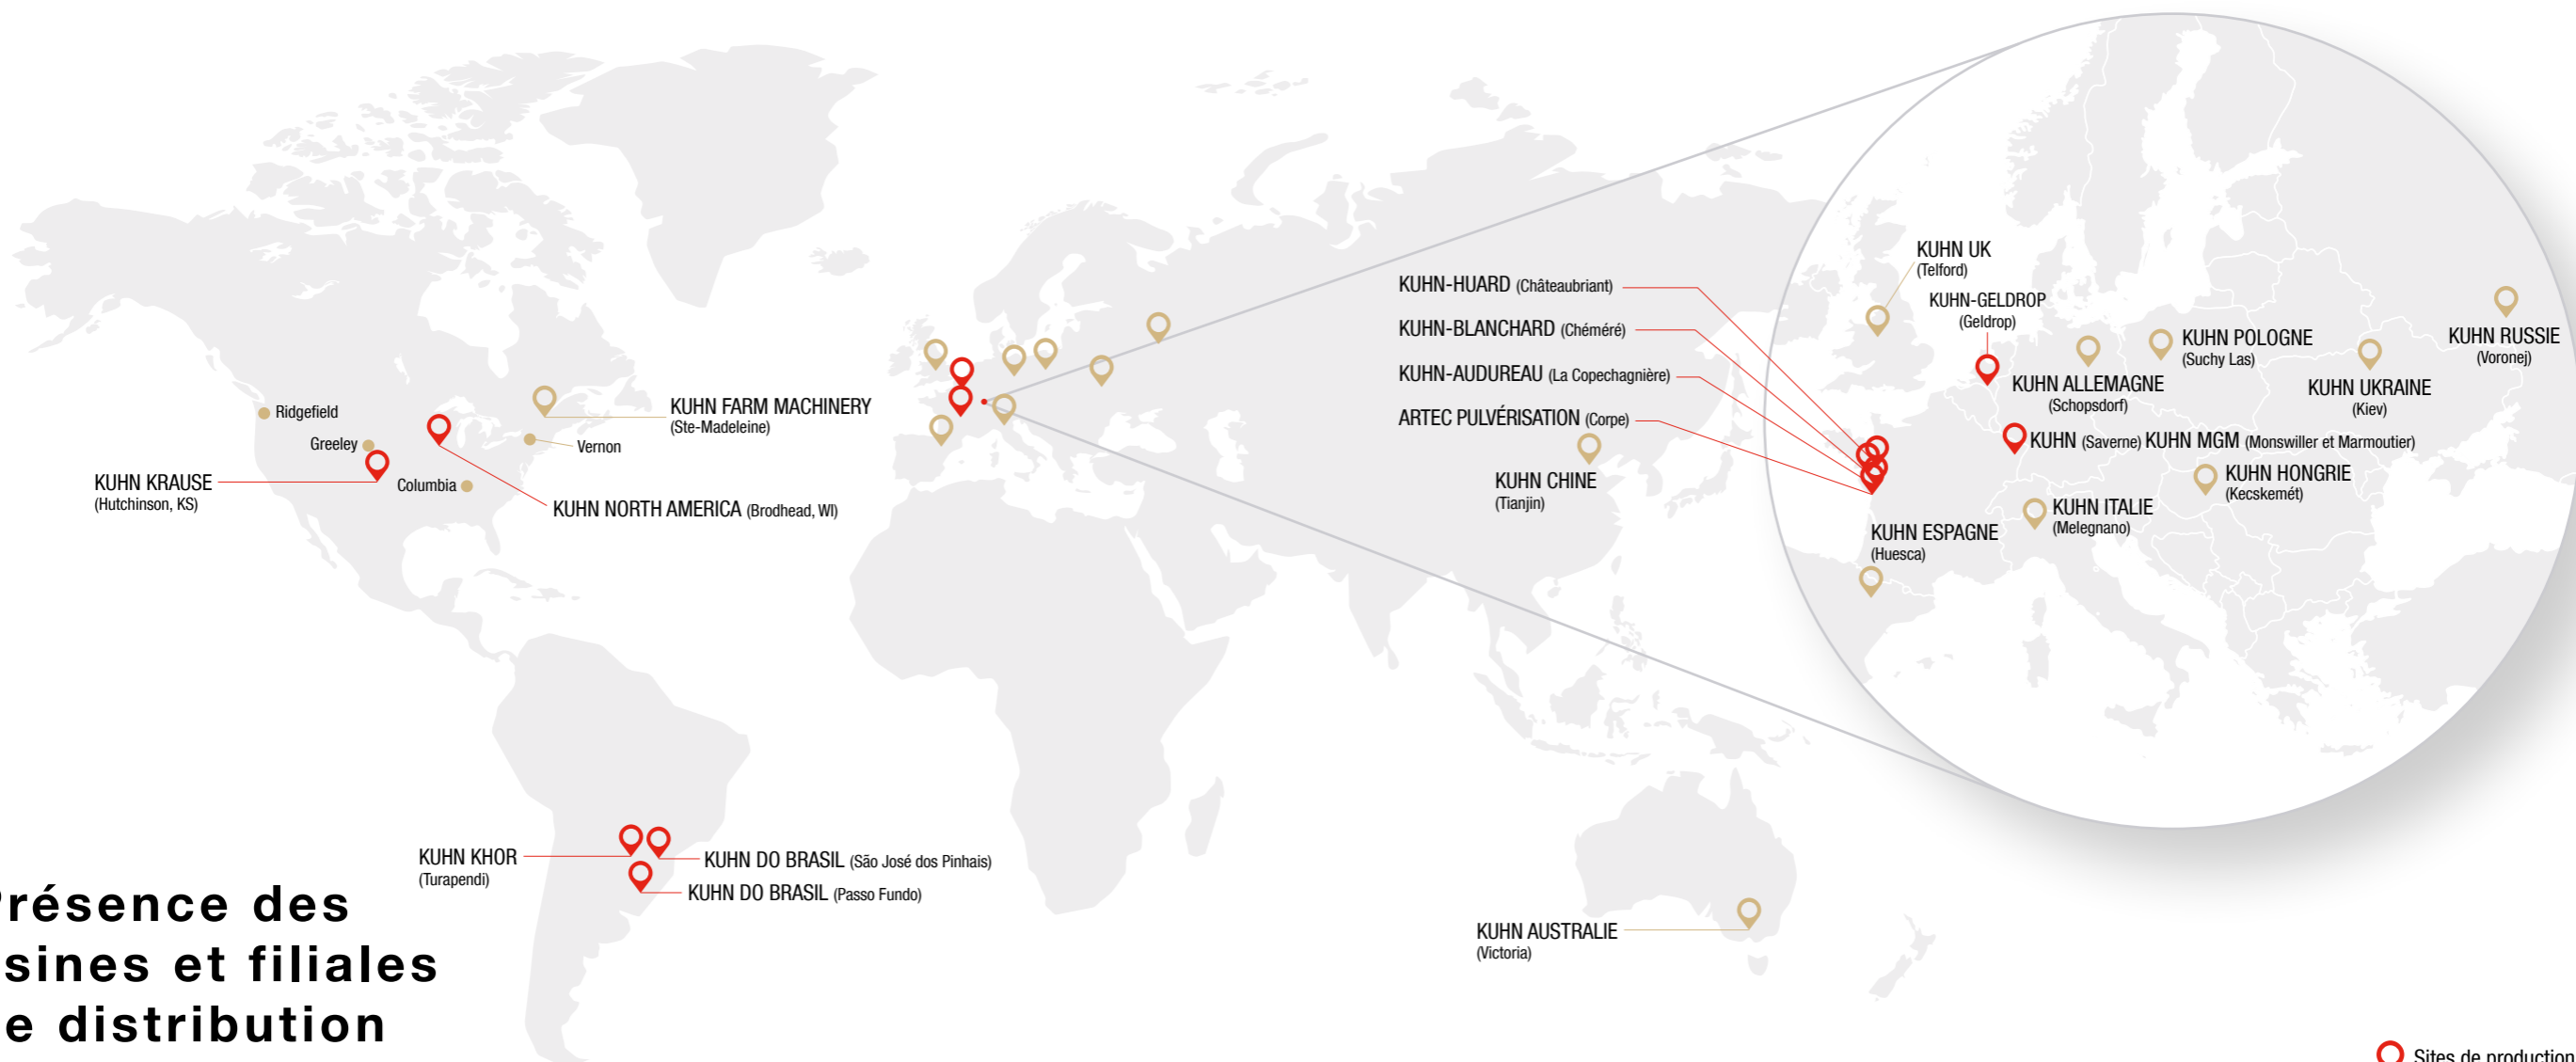 KUHN UK
(Telford)
KUHN-GELDROP
(Geldrop)
KUHN-HUARD (Châteaubriant)
KUHN-BLANCHARD (Chéméré)
KUHN-AUDUREAU (La Copechagnière)
ARTEC PULVÉRISATION (Corpe)
KUHN POLOGNE
(Suchy Las)
KUHN RUSSIE
(Voronej)
KUHN ALLEMAGNE
(Schopsdorf)
KUHN UKRAINE
(Kiev)
KUHN (Saverne) KUHN MGM (Monswiller et Marmoutier)
KUHN HONGRIE
(Kecskemét)
KUHN ITALIE
(Melegnano)
KUHN ESPAGNE
(Huesca)
KUHN CHINE
(Tianjin)
Ridgefield
Greeley
KUHN FARM MACHINERY
(Ste-Madeleine)
Vernon
KUHN KRAUSE
(Hutchinson, KS)
Columbia
KUHN NORTH AMERICA (Brodhead, WI)
KUHN KHOR
(Turapendi)
KUHN DO BRASIL (São José dos Pinhais)
KUHN DO BRASIL (Passo Fundo)
KUHN AUSTRALIE
(Victoria)
Présence des
sines et filiales
e distribution
Sites de production